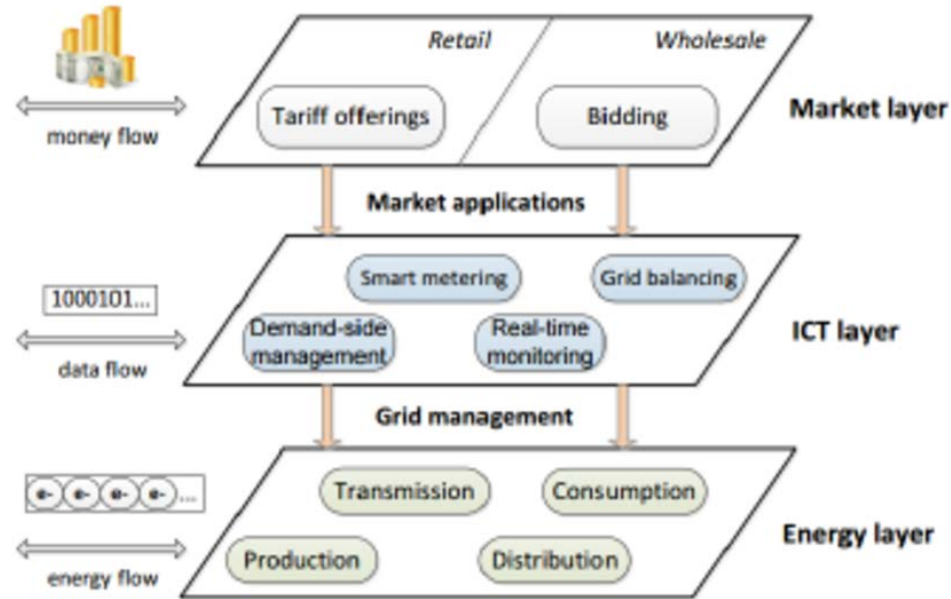 Retail
Wholesale
Tariff offerings
Bidding
Market layer
money flow
Market applications
Smart metering
Grid balancing
1000101...
Demand-side
management
Real-time
monitoring
ICT layer
data flow
Grid management
e- e- e- e- ...
Transmission
Consumption
Energy layer
Production
Distribution
energy flow